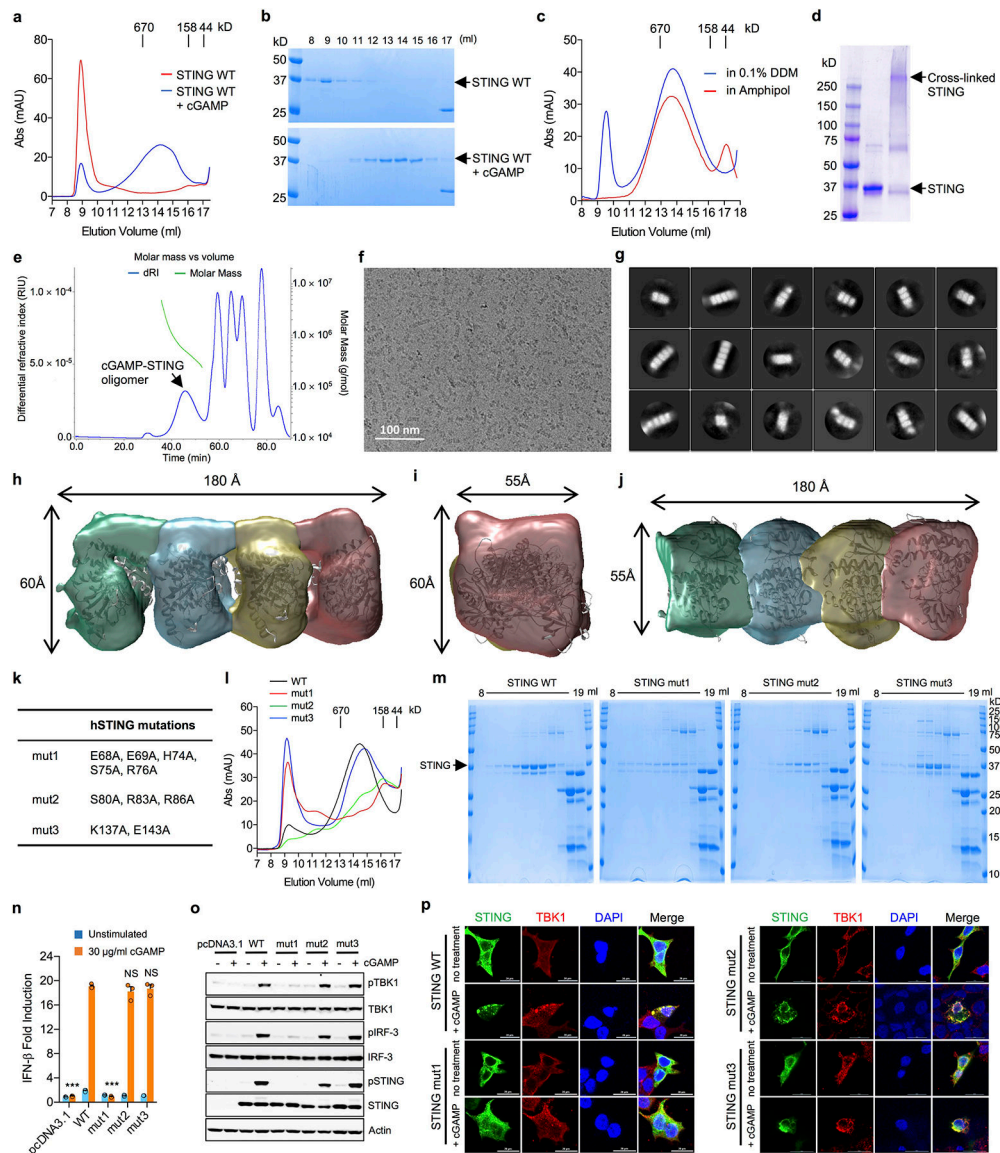 a
670 158 44 kD
Abs (mAU)
80
60
40
20
0
STING WT
STING WT
+ cGAMP
7 8 9 10 11 12 13 14 15 16 17
Elution Volume (ml)
b
kD 8 9 10 11 12 13 14 15 16 17 (ml)
50
37
25
STING WT
50
37
25
STING WT
+ cGAMP
c
670 158 44 kD
Abs (mAU)
50
40
30
20
10
0
in 0.1% DDM
in Amphipol
8 9 10 11 12 13 14 15 16 17 18
Elution Volume (ml)
d
kD
250
150
100
75
50
37
25
Cross-linked
STING
STING
e
Molar mass vs volume
dRI Molar Mass
Differential refractive index (RIU)
1.0 × 10⁻⁴
5.0 × 10⁻⁵
0.0
cGAMP-STING
oligomer
1.0 × 10⁷
1.0 × 10⁶
1.0 × 10⁵
1.0 × 10⁴
Molar Mass
(g/mol)
0.0 20.0 40.0 60.0 80.0
Time (min)
f
100 nm
g
h
180 Å
60Å
i
55Å
60Å
j
180 Å
55Å
k
hSTING mutations
mut1 E68A, E69A, H74A,
S75A, R76A
mut2 S80A, R83A, R86A
mut3 K137A, E143A
l
WT
mut1
mut2
mut3
670 158 44 kD
Abs (mAU)
60
50
40
30
20
10
0
7 8 9 10 11 12 13 14 15 16 17
Elution Volume (ml)
m
STING WT STING mut1 STING mut2 STING mut3
8 19 ml 8 19 ml 8 19 ml 8 19 ml
kD
STING
75
50
37
25
20
15
10
n
Unstimulated
30 µg/ml cGAMP
IFN-β Fold Induction
25
20
15
10
5
0
*** *** NS NS
pcDNA3.1 WT mut1 mut2 mut3
o
pcDNA3.1 WT mut1 mut2 mut3
- + - + - + - + - + cGAMP
pTBK1
TBK1
pIRF-3
IRF-3
pSTING
STING
Actin
p
STING TBK1 DAPI Merge
STING WT
no treatment
+ cGAMP
STING mut1
no treatment
+ cGAMP
STING TBK1 DAPI Merge
STING mut2
no treatment
+ cGAMP
STING mut3
no treatment
+ cGAMP